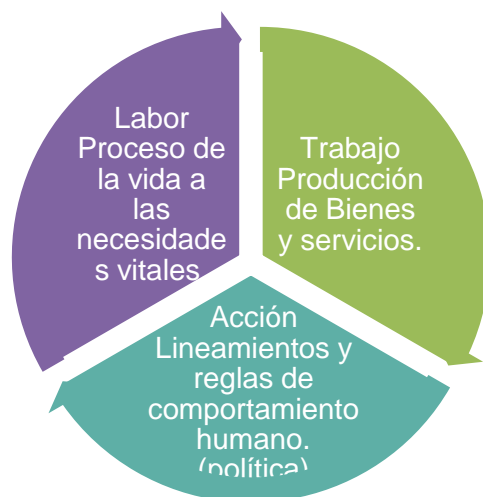 Labor
Proceso de
la vida a
las
necesidade
s vitales
Trabajo
Producción
de Bienes
y servicios.
Acción
Lineamientos y
reglas de
comportamiento
humano.
(política)